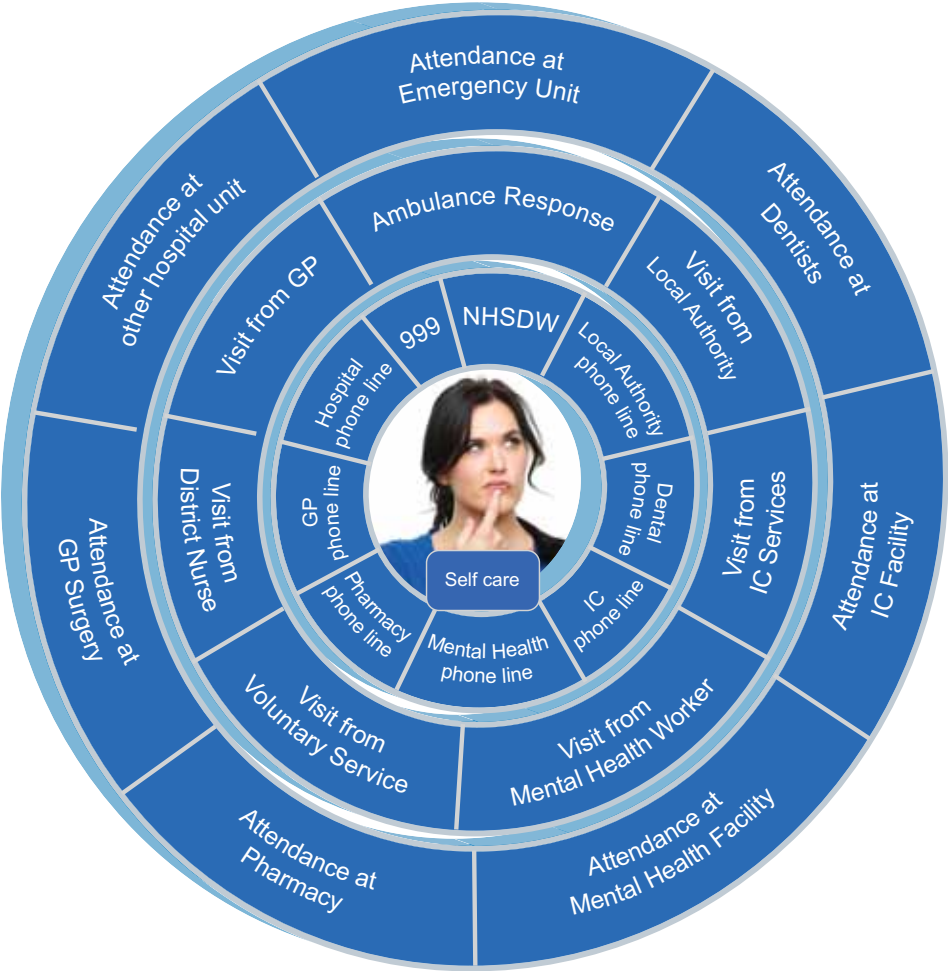 Attendance at
Emergency Unit
Attendance at
Dentists
Attendance at
IC Facility
Attendance at
Mental Health Facility
Attendance at
Pharmacy
Attendance at
GP Surgery
Attendance at
other hospital unit
Ambulance Response
Visit from
Local Authority
Visit from
IC Services
Visit from
Mental Health Worker
Visit from
Voluntary Service
Visit from
District Nurse
Visit from GP
NHSDW
Local Authority
phone line
Dental
phone line
IC
phone line
Mental Health
phone line
Pharmacy
phone line
GP
phone line
Hospital
phone line
999
Self care